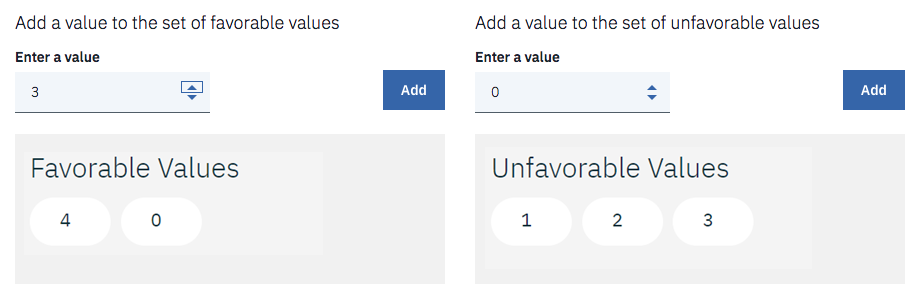 Add a value to the set of favorable values
Enter a value
3
Add
Favorable Values
4 0
Add a value to the set of unfavorable values
Enter a value
0
Add
Unfavorable Values
1 2 3